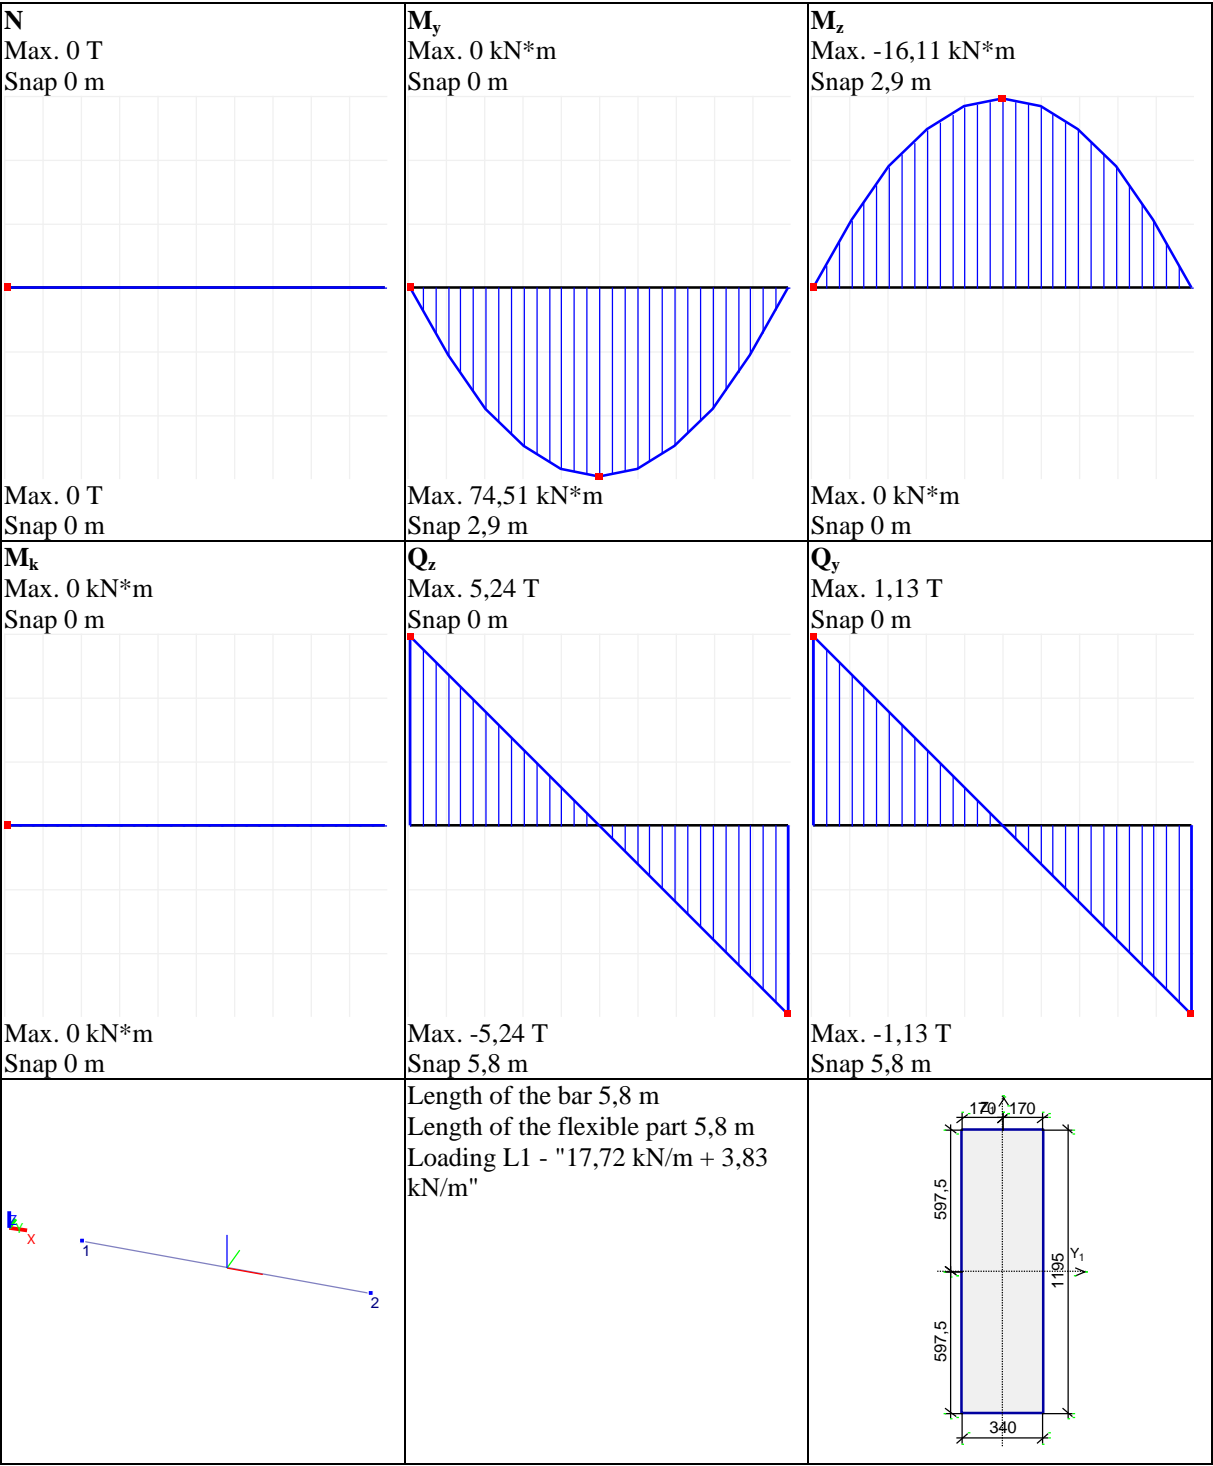 N
Max. 0 T
Snap 0 m
Max. 0 T
Snap 0 m
My
Max. 0 kN*m
Snap 0 m
Max. 74,51 kN*m
Snap 2,9 m
Mz
Max. -16,11 kN*m
Snap 2,9 m
Max. 0 kN*m
Snap 0 m
Mk
Max. 0 kN*m
Snap 0 m
Max. 0 kN*m
Snap 0 m
Qz
Max. 5,24 T
Snap 0 m
Max. -5,24 T
Snap 5,8 m
Qy
Max. 1,13 T
Snap 0 m
Max. -1,13 T
Snap 5,8 m
Z
X
1
2
Length of the bar 5,8 m
Length of the flexible part 5,8 m
Loading L1 - "17,72 kN/m + 3,83
kN/m"
170
Z1
170
597,5
597,5
1195
Y1
340